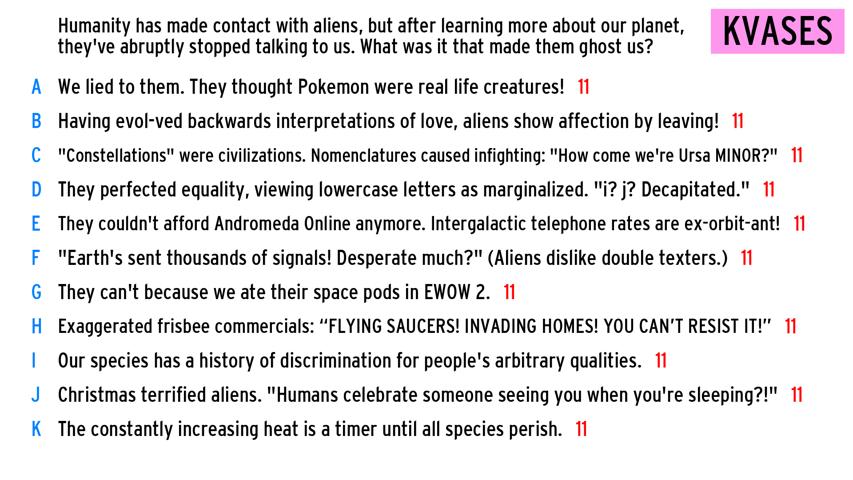 Humanity has made contact with aliens, but after learning more about our planet,
they've abruptly stopped talking to us. What was it that made them ghost us?
KVASES
A We lied to them. They thought Pokemon were real life creatures! 11
B Having evol-ved backwards interpretations of love, aliens show affection by leaving! 11
C "Constellations" were civilizations. Nomenclatures caused infighting: "How come we're Ursa MINOR?" 11
D They perfected equality, viewing lowercase letters as marginalized. "i? j? Decapitated." 11
E They couldn't afford Andromeda Online anymore. Intergalactic telephone rates are ex-orbit-ant! 11
F "Earth's sent thousands of signals! Desperate much?" (Aliens dislike double texters.) 11
G They can't because we ate their space pods in EWOW 2. 11
H Exaggerated frisbee commercials: “FLYING SAUCERS! INVADING HOMES! YOU CAN’T RESIST IT!” 11
I Our species has a history of discrimination for people's arbitrary qualities. 11
J Christmas terrified aliens. "Humans celebrate someone seeing you when you're sleeping?!" 11
K The constantly increasing heat is a timer until all species perish. 11